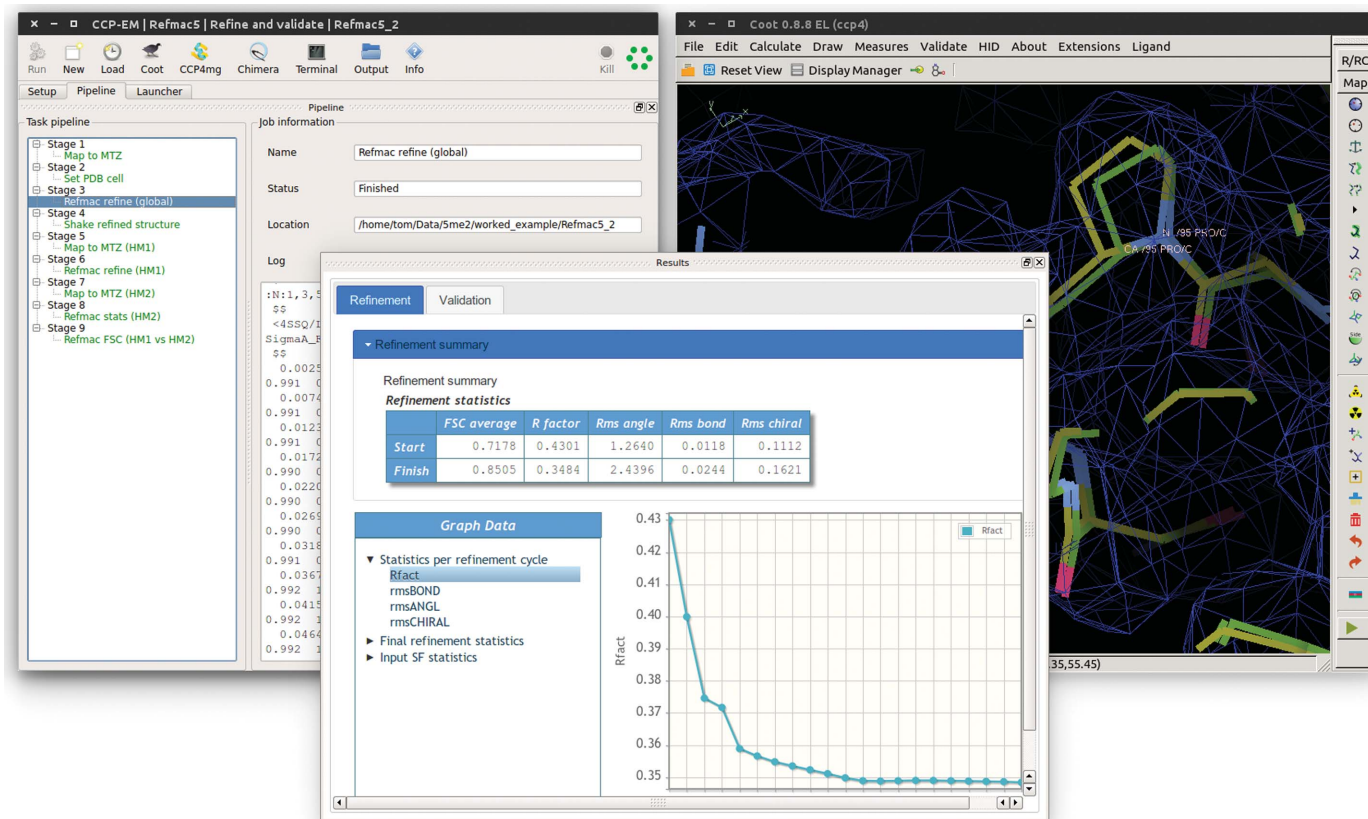 CCP-EM | Refmac5 | Refine and validate | Refmac5_2
Run New Load Coot CCP4mg Chimera Terminal Output Info Kill
Setup Pipeline Launcher
Pipeline
Task pipeline
Stage 1
Map to MTZ
Stage 2
Set PDB cell
Stage 3
Refmac refine (global)
Stage 4
Shake refined structure
Stage 5
Map to MTZ (HM1)
Stage 6
Refmac refine (HM1)
Stage 7
Map to MTZ (HM2)
Stage 8
Refmac stats (HM2)
Stage 9
Refmac FSC (HM1 vs HM2)
Job information
Name Refmac refine (global)
Status Finished
Location /home/tom/Data/5me2/worked_example/Refmac5_2
Log
:N:1,3,5
$$
<4SSQ/
$$
0.0025
0.991
0.0074
0.991
0.0123
0.991
0.0172
0.990
0.0220
0.990
0.0269
0.990
0.0318
0.991
0.0367
0.992
0.0415
0.992
0.0464
0.992
Coot 0.8.8 EL (ccp4)
File Edit Calculate Draw Measures Validate HID About Extensions Ligand
Reset View Display Manager
R/RC
Map
Side
N /95 PRO/C
CA /95 PRO/C
.35,55.45)
Results
Refinement Validation
Refinement summary
Refinement summary
Refinement statistics
FSC average R factor Rms angle Rms bond Rms chiral
Start 0.7178 0.4301 1.2640 0.0118 0.1112
Finish 0.8505 0.3484 2.4396 0.0244 0.1621
Graph Data
Statistics per refinement cycle
Rfact
rmsBOND
rmsANGL
rmsCHIRAL
Final refinement statistics
Input SF statistics
Rfact
0.43
0.42
0.41
0.40
0.39
0.38
0.37
0.36
0.35
Rfact